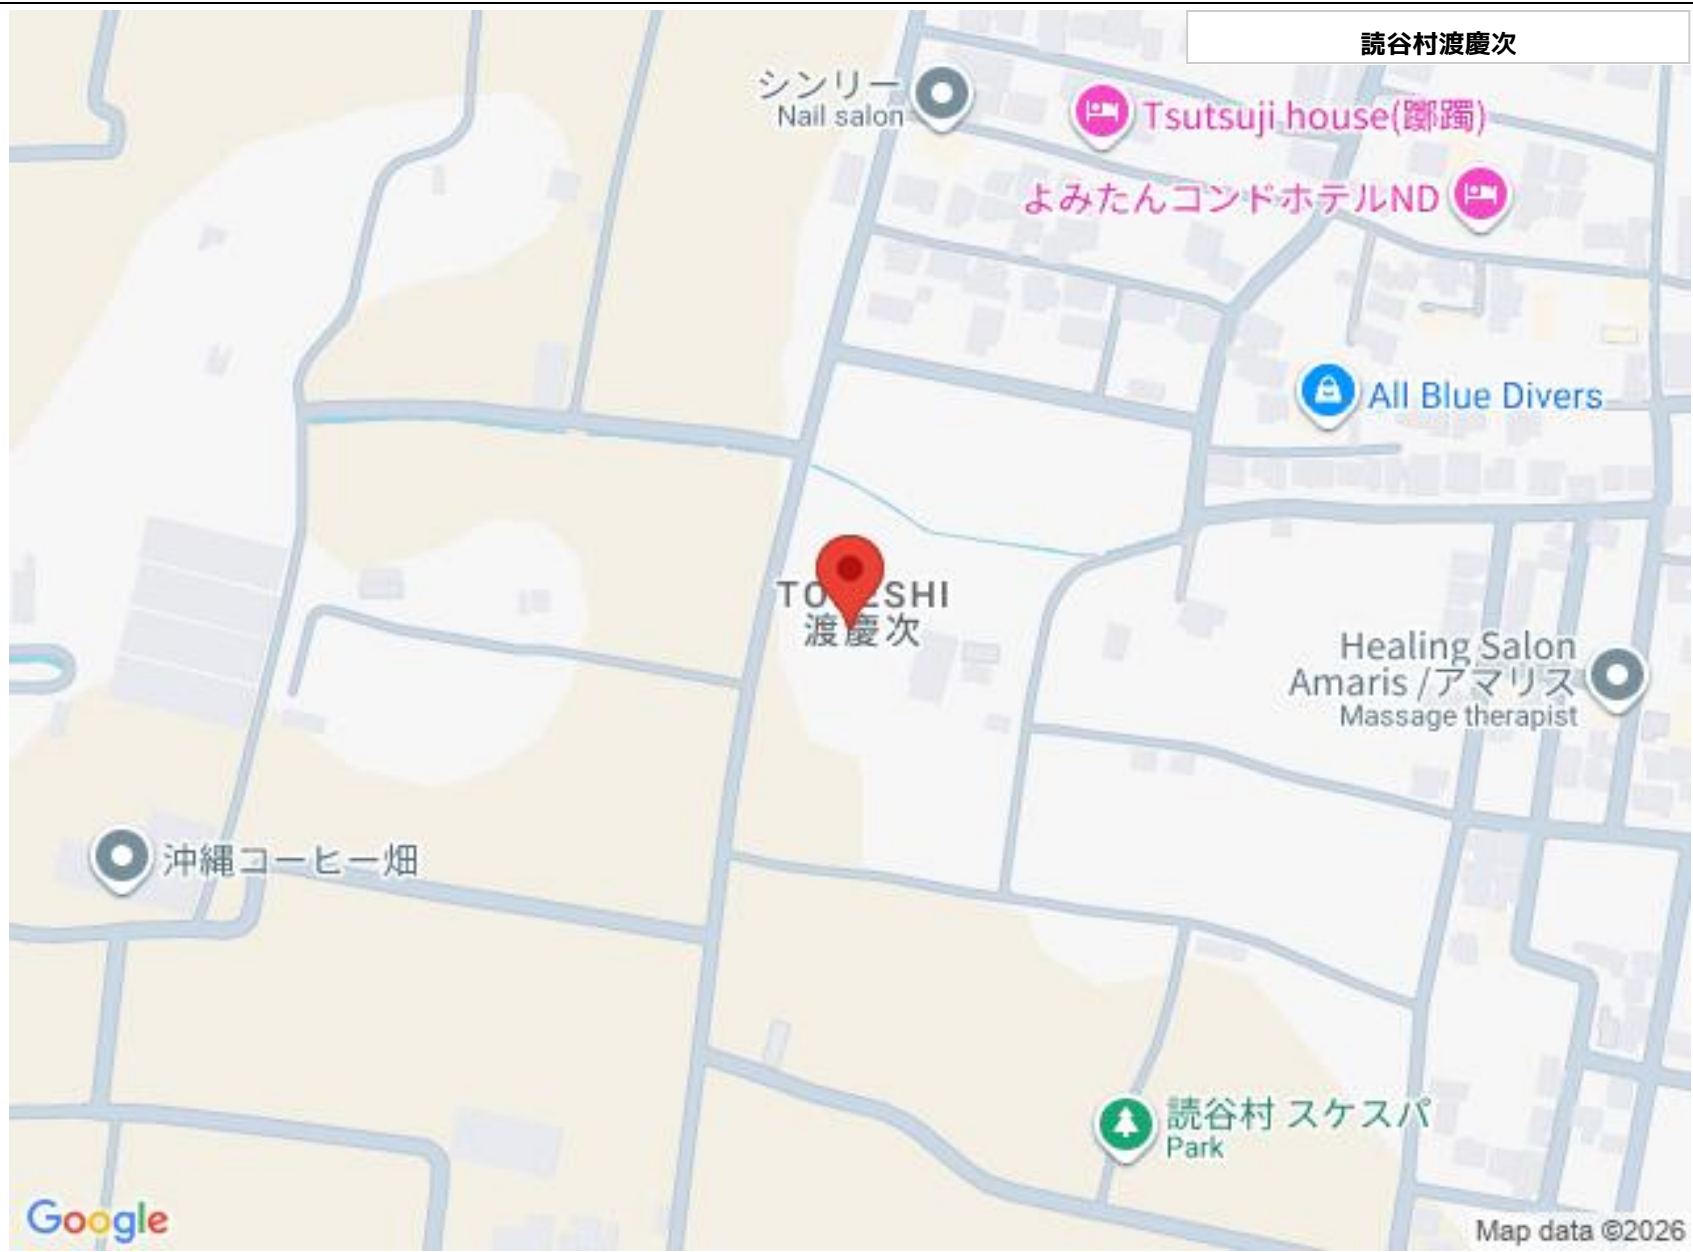 読谷村渡慶次
シンリー
Nail salon
Tsutsuji house(躑躅)
よみたんコンドホテルND
All Blue Divers
渡慶次
Healing Salon
Amaris /アマリス
Massage therapist
沖縄コーヒー畑
読谷村 スケスパ
Park
Google
Map data ©2026